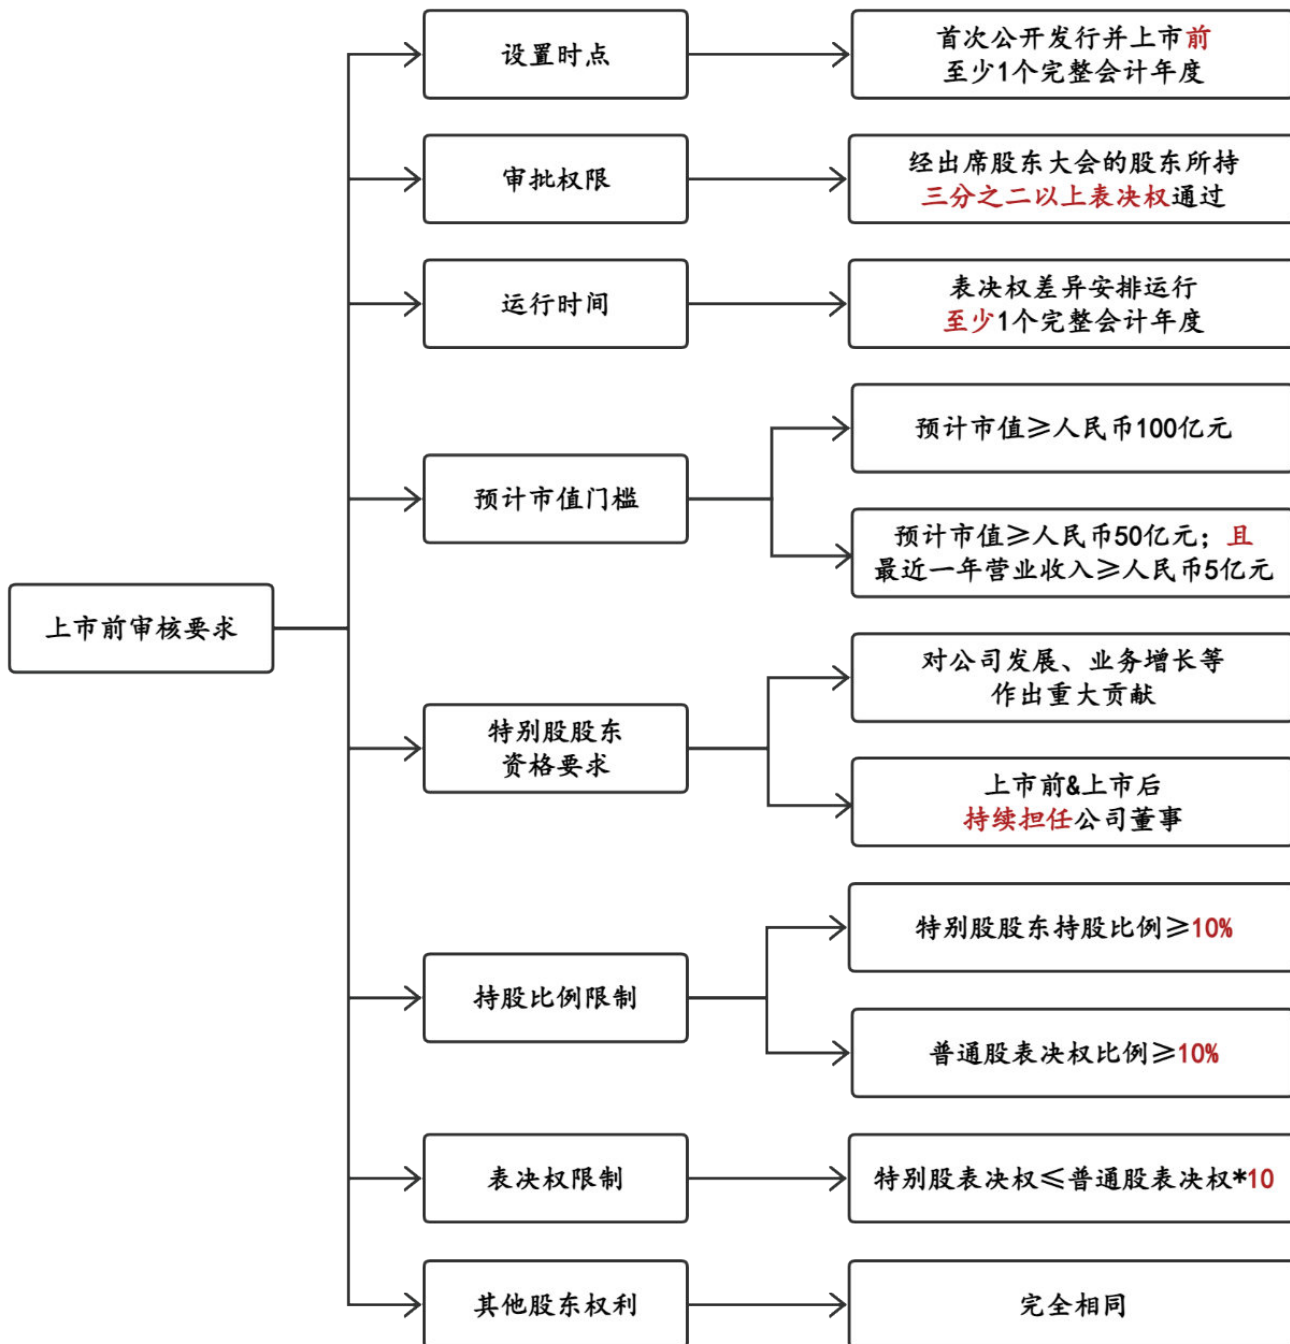 设置时点
首次公开发行并上市前
至少1个完整会计年度
审批权限
经出席股东大会的股东所持
三分之二以上表决权通过
运行时间
表决权差异安排运行
至少1个完整会计年度
预计市值门槛
预计市值≥人民币100亿元
预计市值≥人民币50亿元；且
最近一年营业收入≥人民币5亿元
上市前审核要求
特别股股东
资格要求
对公司发展、业务增长等
作出重大贡献
上市前&上市后
持续担任公司董事
持股比例限制
特别股股东持股比例≥10%
普通股表决权比例≥10%
表决权限制
特别股表决权≤普通股表决权*10
其他股东权利
完全相同